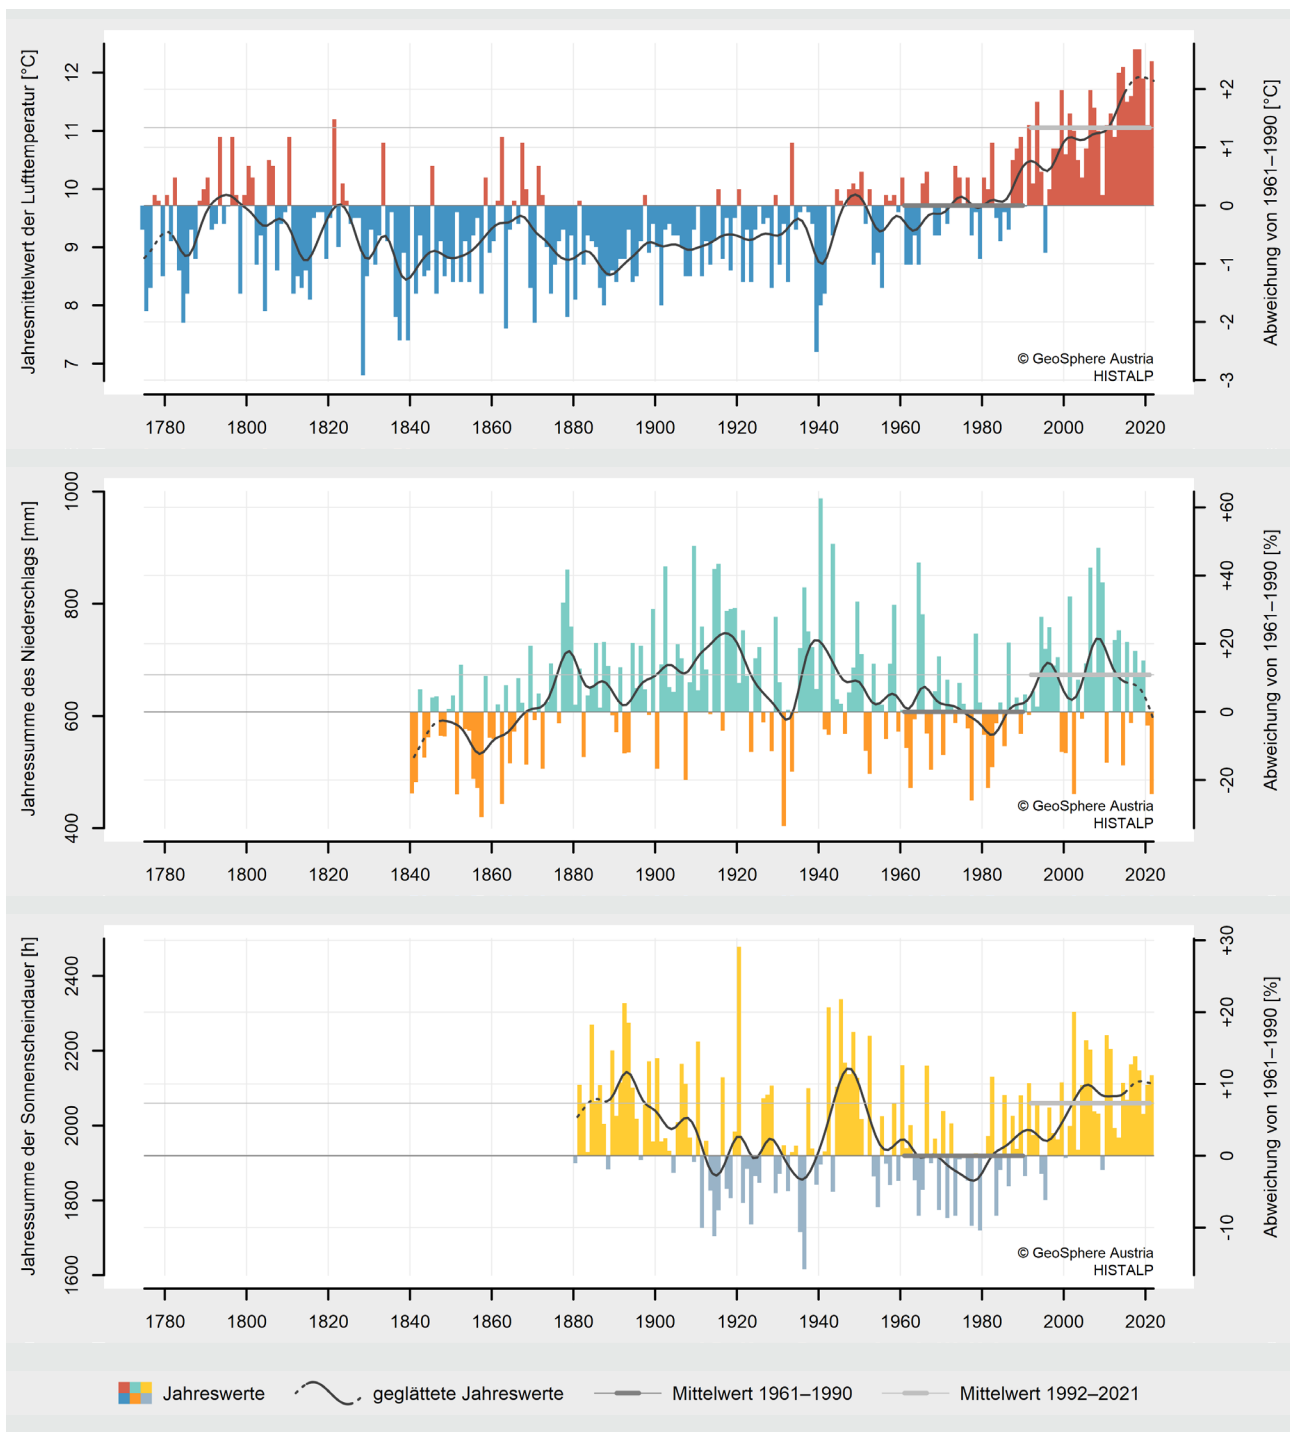 Jahresmittelwert der Lufttemperatur [°C]
12
11
10
9
8
7
+2
+1
0
-1
-2
-3
Abweichung von 1961–1990 [°C]
© GeoSphere Austria
HISTALP
1780 1800 1820 1840 1860 1880 1900 1920 1940 1960 1980 2000 2020
Jahressumme des Niederschlags [mm]
1000
800
600
400
+60
+40
+20
0
-20
Abweichung von 1961–1990 [%]
© GeoSphere Austria
HISTALP
1780 1800 1820 1840 1860 1880 1900 1920 1940 1960 1980 2000 2020
Jahressumme der Sonnenscheindauer [h]
2400
2200
2000
1800
1600
+30
+20
+10
0
-10
Abweichung von 1961–1990 [%]
© GeoSphere Austria
HISTALP
1780 1800 1820 1840 1860 1880 1900 1920 1940 1960 1980 2000 2020
Jahreswerte geglättete Jahreswerte Mittelwert 1961–1990 Mittelwert 1992–2021